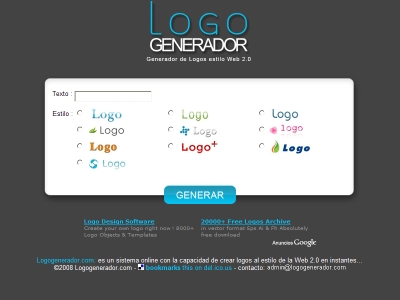 Logo
GENERADOR
Generador de Logos estilo Web 2.0
Texto :
Estilo :
Logo Logo Logo
Logo Logo logo
Logo Logo+ Logo
Logo
GENERAR
Logo Design Software 20000+ Free Logos Archive
Create your own logo right now ! 8000+ in vector format Eps Ai & Fh Absolutely
Logo Objects & Templates free download
Anuncios Google
Logogenerador.com: es un sistema online con la capacidad de crear logos al estilo de la Web 2.0 en instantes...
©2008 Logogenerador.com - bookmarks this on del.ico.us - contacto: admin@logogenerador.com